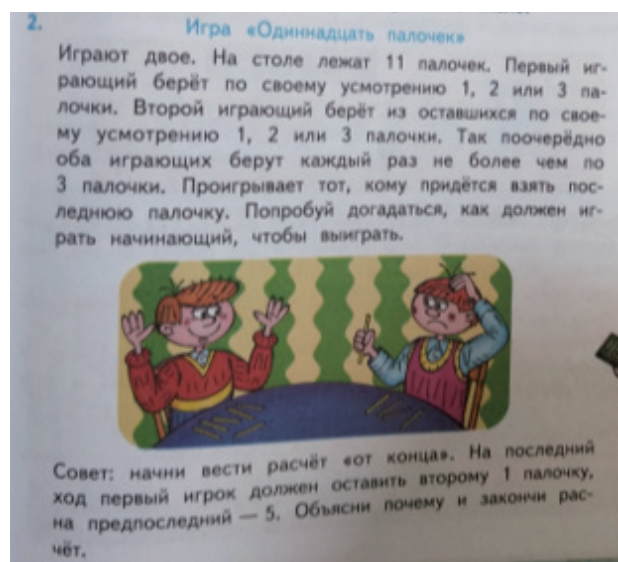 2.
Игра «Одиннадцать палочек»
Играют двое. На столе лежат 11 палочек. Первый иг-
рающий берёт по своему усмотрению 1, 2 или 3 па-
лочки. Второй играющий берёт из оставшихся по свое-
му усмотрению 1, 2 или 3 палочки. Так поочерёдно
оба играющих берут каждый раз не более чем по
3 палочки. Проигрывает тот, кому придётся взять пос-
леднюю палочку. Попробуй догадаться, как должен иг-
рать начинающий, чтобы выиграть.
Совет: начни вести расчёт «от конца». На последний
ход первый игрок должен оставить второму 1 палочку,
на предпоследний — 5. Объясни почему и закончи рас-
чёт.